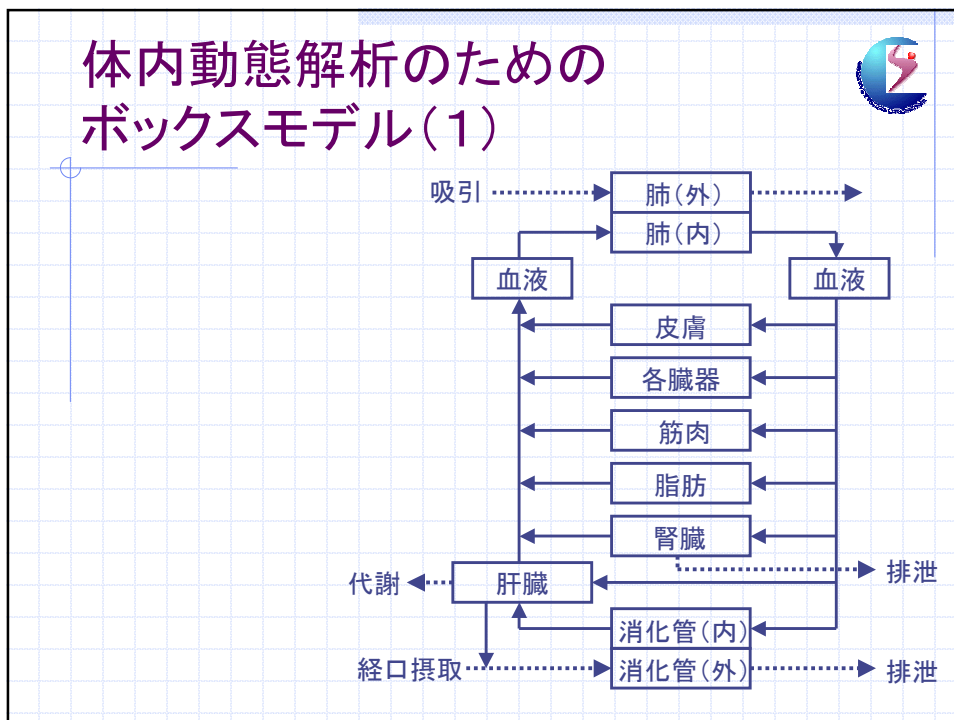 体内動態解析のための
ボックスモデル（１）
吸引
肺（外）
肺（内）
血液
血液
皮膚
各臓器
筋肉
脂肪
腎臓
排泄
代謝
肝臓
消化管（内）
経口摂取
消化管（外）
排泄